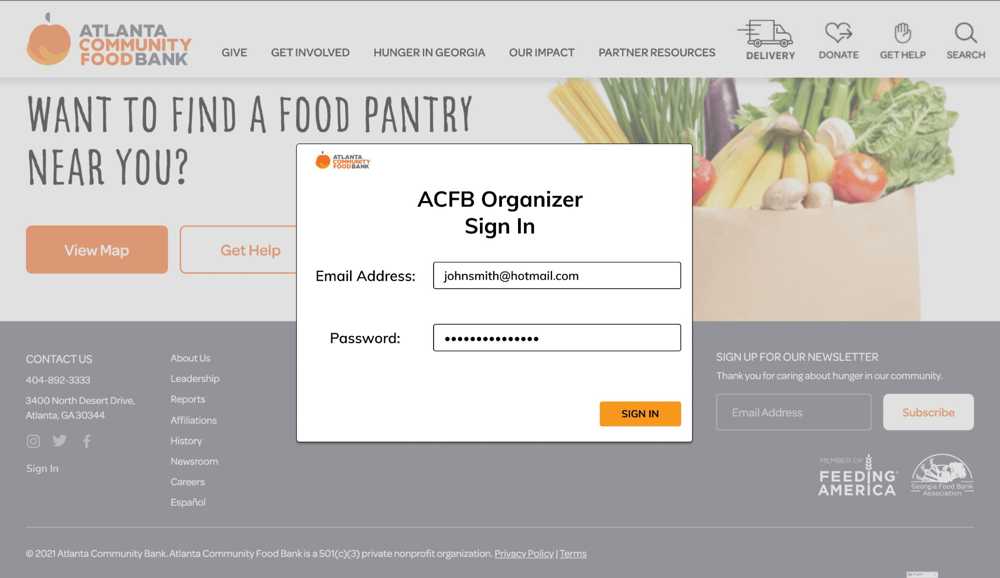 ATLANTA
COMMUNITY
FOODBANK
GIVE
GET INVOLVED
HUNGER IN GEORGIA
OUR IMPACT
PARTNER RESOURCES
DELIVERY
DONATE
GET HELP
SEARCH
WANT TO FIND A FOOD PANTRY
NEAR YOU?
View Map
Get Help
ATLANTA
COMMUNITY
FOODBANK
ACFB Organizer
Sign In
Email Address:
johnsmith@hotmail.com
Password:
•••••••••••••••
SIGN IN
CONTACT US
404-892-3333
3400 North Desert Drive,
Atlanta, GA 30344
Sign In
About Us
Leadership
Reports
Affiliations
History
Newsroom
Careers
Español
SIGN UP FOR OUR NEWSLETTER
Thank you for caring about hunger in our community.
Email Address
Subscribe
MEMBER OF
FEEDING
AMERICA®
Georgia Food Bank
Association
© 2021 Atlanta Community Bank. Atlanta Community Food Bank is a 501(c)(3) private nonprofit organization. Privacy Policy | Terms
English